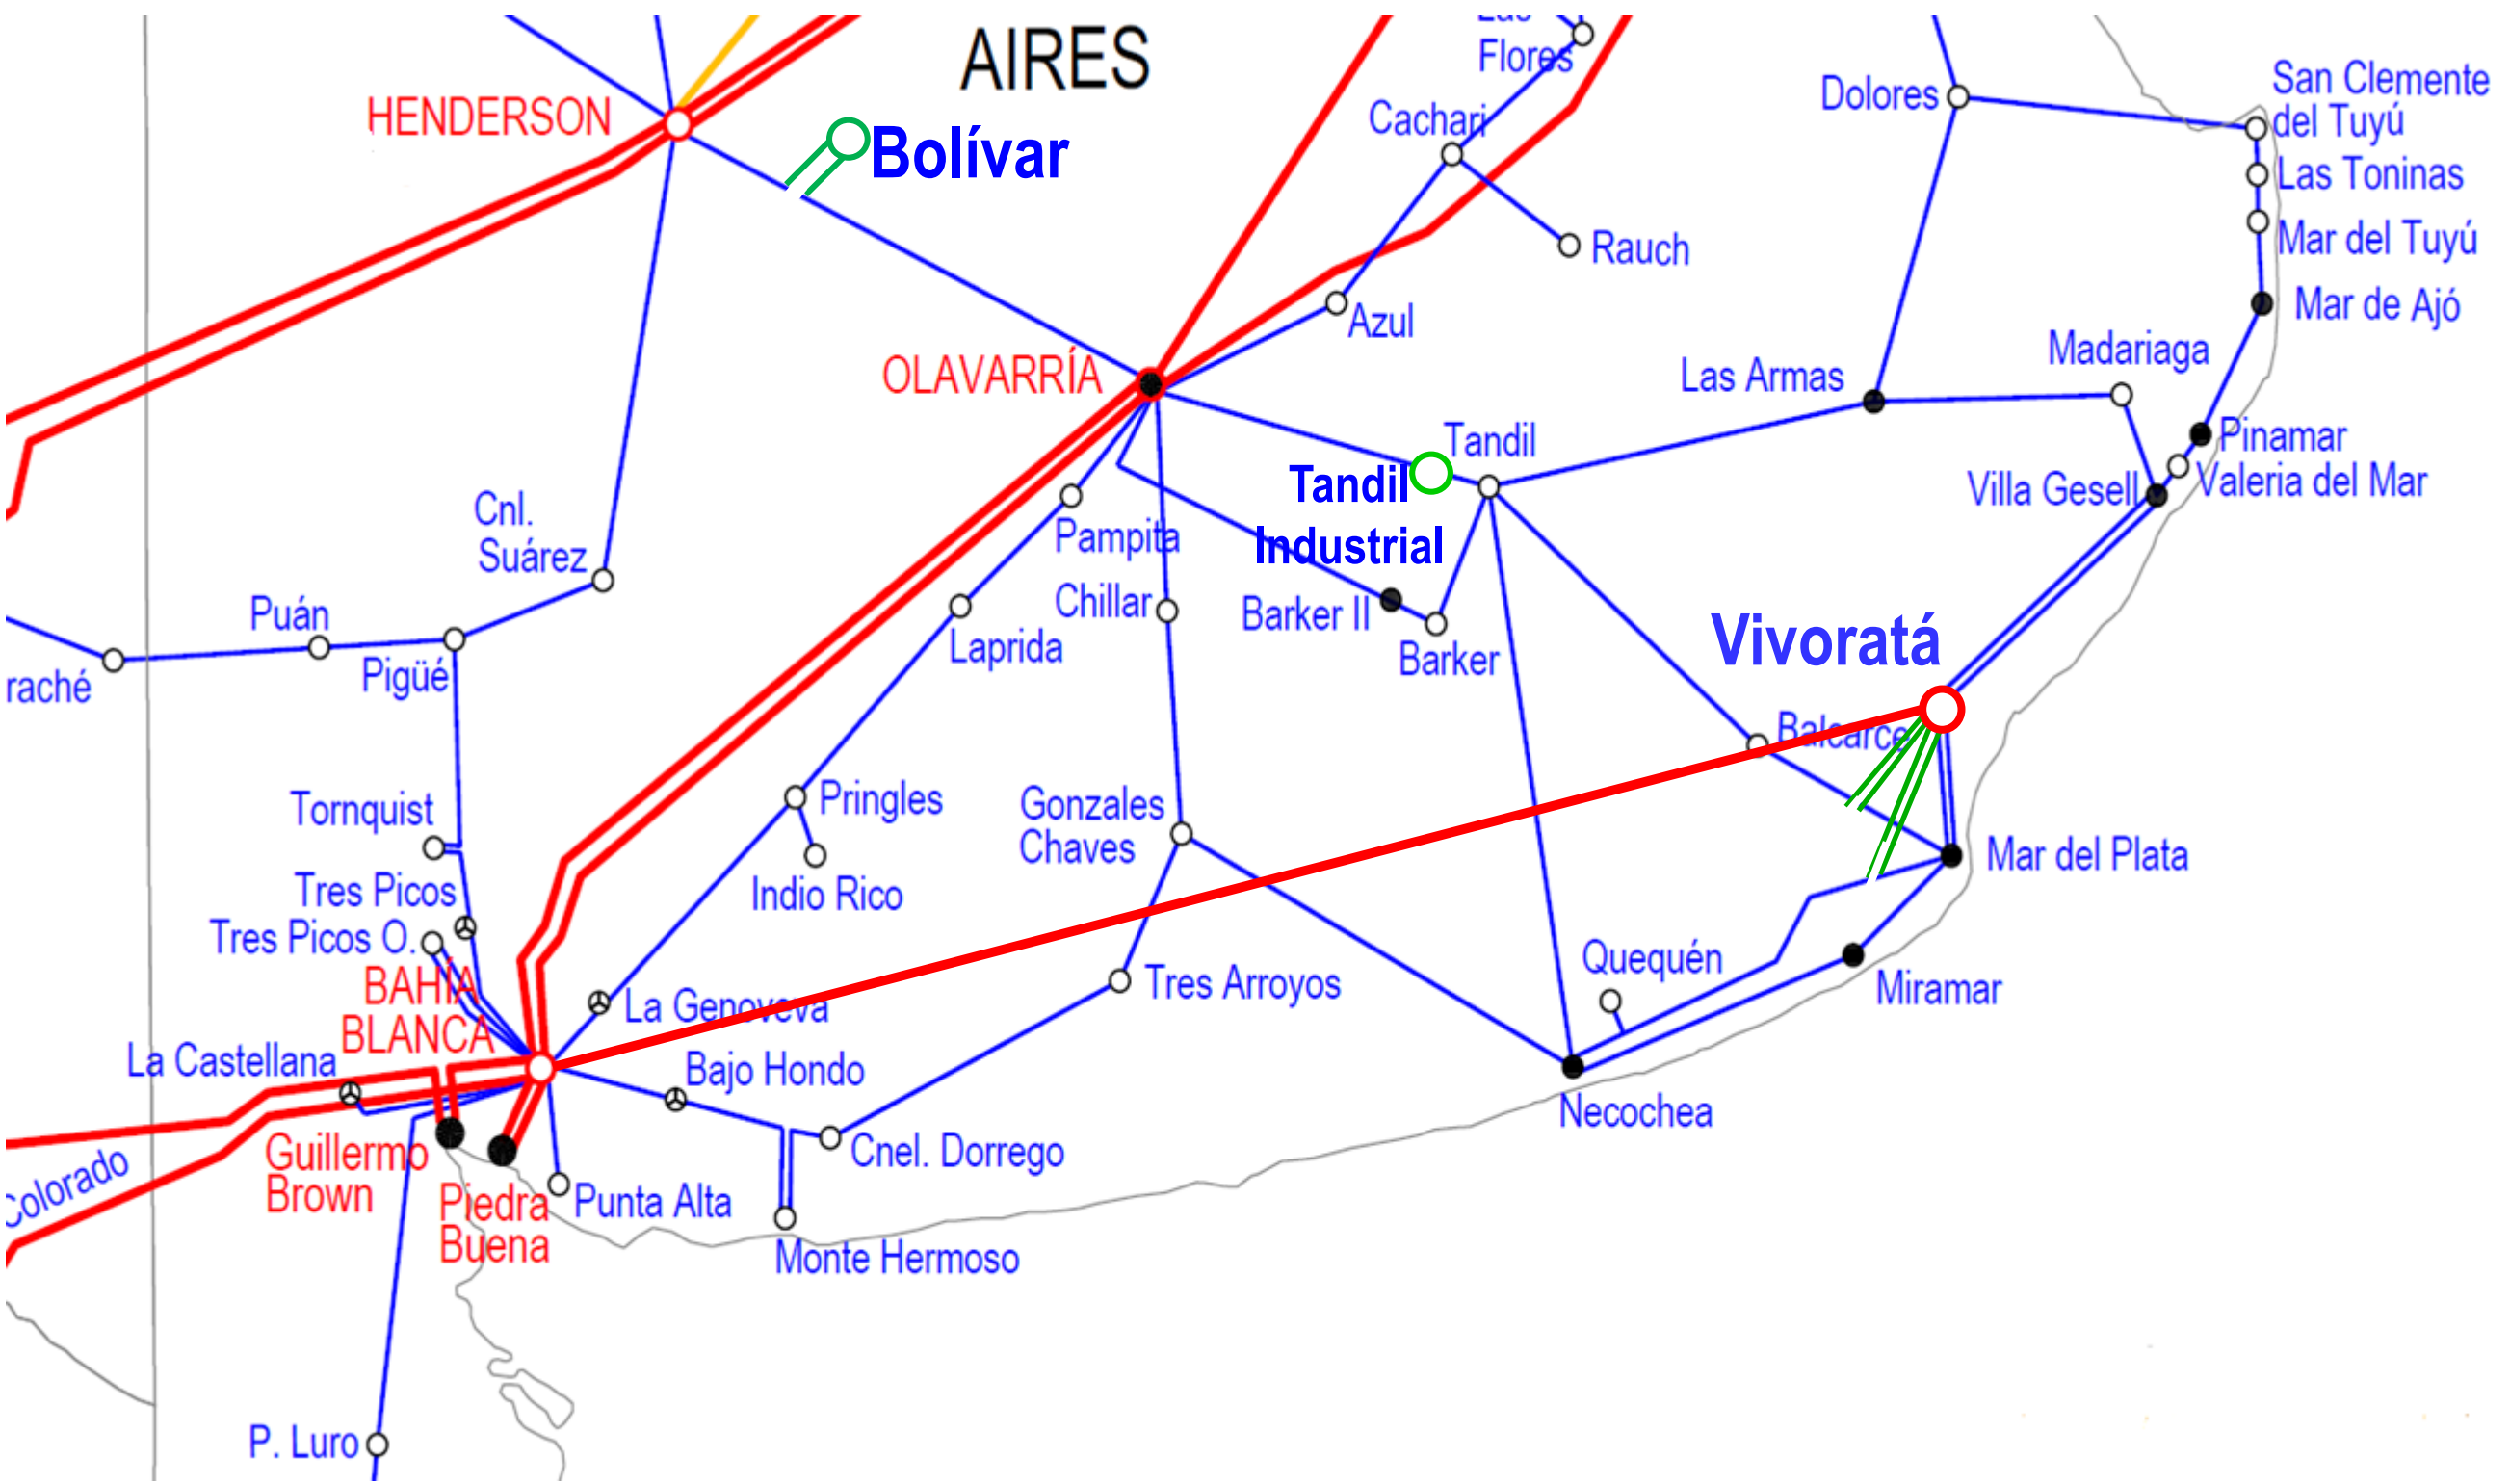 AIRES
Flores
San Clemente
del Tuyú
Dolores
HENDERSON
Cachari
Bolívar
Las Toninas
Rauch
Mar del Tuyú
Mar de Ajó
Azul
Madariaga
OLAVARRÍA
Las Armas
Tandil
Pinamar
Tandil
Industrial
Villa Gesell
Valeria del Mar
Cnl.
Suárez
Pampita
Puán
Chillar
Barker II
Barker
Laprida
Vivoratá
Pigüé
raché
Balcarce
Tornquist
Pringles
Gonzales
Chaves
Mar del Plata
Tres Picos
Indio Rico
Tres Picos O.
Quequén
BAHÍA
BLANCA
Tres Arroyos
Miramar
La Genoveva
La Castellana
Bajo Hondo
Necochea
Guillermo
Brown
Cnel. Dorrego
Colorado
Piedra
Buena
Punta Alta
Monte Hermoso
P. Luro